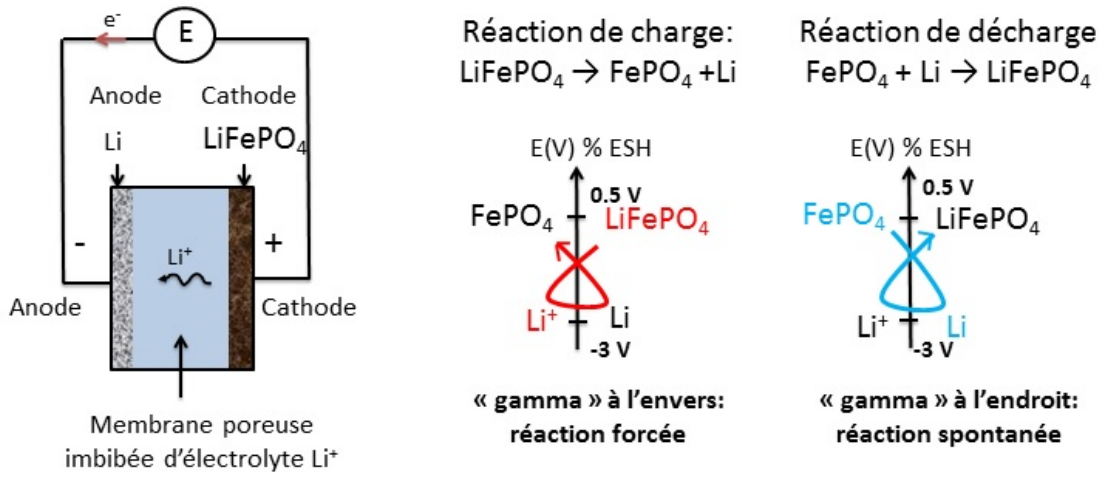 e-
E
Anode
Cathode
Li
LiFePO4
-
Li+
+
Anode
Cathode
Membrane poreuse
imbibée d'électrolyte Li+
Réaction de charge:
LiFePO4 → FePO4 +Li
E(V) % ESH
0.5 V
FePO4
LiFePO4
Li+
Li
-3 V
« gamma » à l'envers:
réaction forcée
Réaction de décharge
FePO4 + Li → LiFePO4
E(V) % ESH
0.5 V
FePO4
LiFePO4
Li+
Li
-3 V
« gamma » à l'endroit:
réaction spontanée